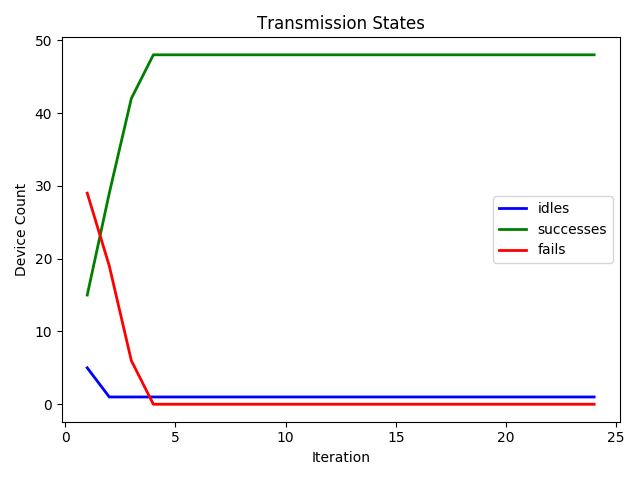 Transmission States
50
40
30
20
10
0
Device Count
idles
successes
fails
0 5 10 15 20 25
Iteration